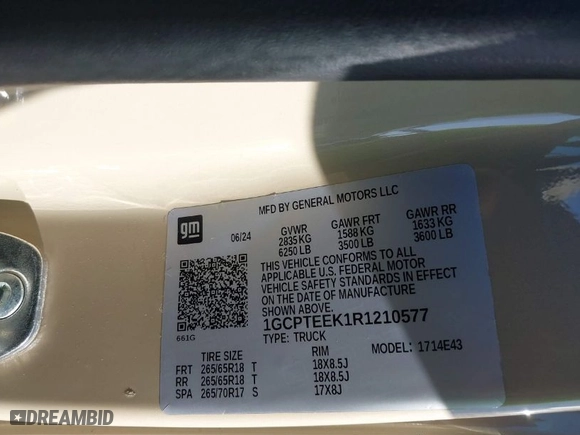 MFD BY GENERAL MOTORS LLC
gm
06/24
GVWR GAWR FRT GAWR RR
2835 KG 1588 KG 1633 KG
6250 LB 3500 LB 3600 LB
THIS VEHICLE CONFORMS TO ALL
APPLICABLE U.S. FEDERAL MOTOR
VEHICLE SAFETY STANDARDS IN EFFECT
ON THE DATE OF MANUFACTURE
SHOWN ABOVE.
1GCPTEEK1R1210577
661G
TYPE: TRUCK
MODEL: 1714E43
TIRE SIZE RIM
FRT 265/65R18 T 18X8.5J
RR 265/65R18 T 18X8.5J
SPA 265/70R17 S 17X8J
DREAMBID